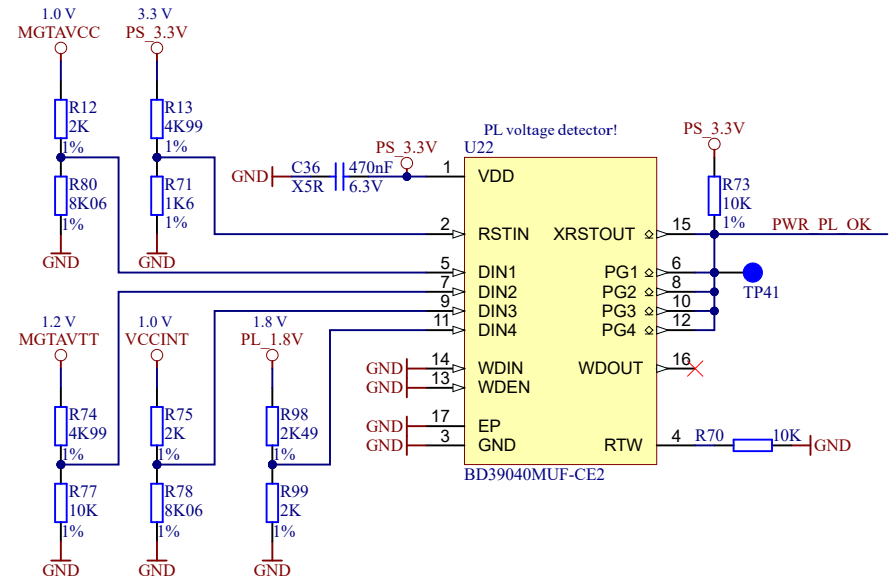 1.0 V
MGTAVCC
3.3 V
PS_3.3V
R12
2K
1%
R13
4K99
1%
R80
8K06
1%
GND
R71
1K6
1%
GND
PL voltage detector!
U22
PS_3.3V
C36
X5R
470nF
6.3V
GND
PS_3.3V
R73
10K
1%
PWR_PL_OK
TP41
1 VDD
2 RSTIN
5 DIN1
7 DIN2
9 DIN3
11 DIN4
14 WDIN
13 WDEN
17 EP
3 GND
XRSTOUT 15
PG1 6
PG2 8
PG3 10
PG4 12
WDOUT 16
RTW 4
GND
GND
GND
GND
R70
10K
GND
BD39040MUF-CE2
1.2 V
MGTAVTT
1.0 V
VCCINT
1.8 V
PL_1.8V
R74
4K99
1%
R75
2K
1%
R98
2K49
1%
R77
10K
1%
GND
R78
8K06
1%
GND
R99
2K
1%
GND